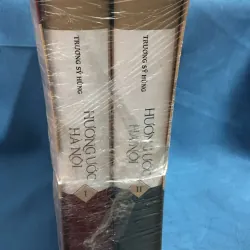 TRƯƠNG SỸ HÙNG
HƯƠNG ƯỚC
HÀ NỘI
I
TRƯƠNG SỸ HÙNG
HƯƠNG ƯỚC
HÀ NỘI
II